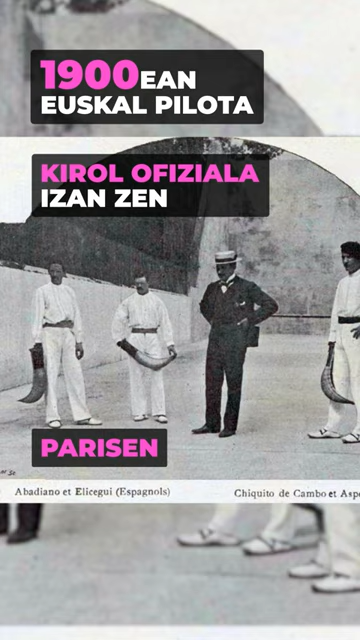 1900EAN
EUSKAL PILOTA
KIROL OFIZIALA
IZAN ZEN
PARISEN
Abadiano et Elicegui (Espagnols)
Chiquito de Cambo et Aspe